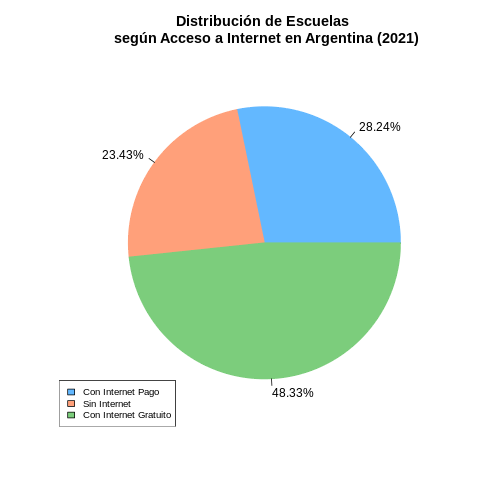 Distribución de Escuelas
según Acceso a Internet en Argentina (2021)
28.24%
23.43%
48.33%
Con Internet Pago
Sin Internet
Con Internet Gratuito